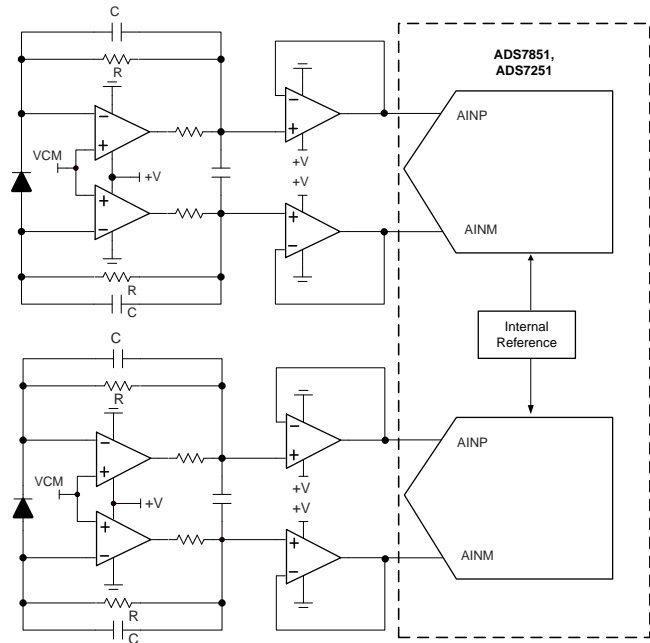 C
R
ADS7851,
ADS7251
AINP
VCM
+V
+V
+V
AINM
R
C
Internal
Reference
C
R
AINP
VCM
+V
+V
+V
AINM
R
C